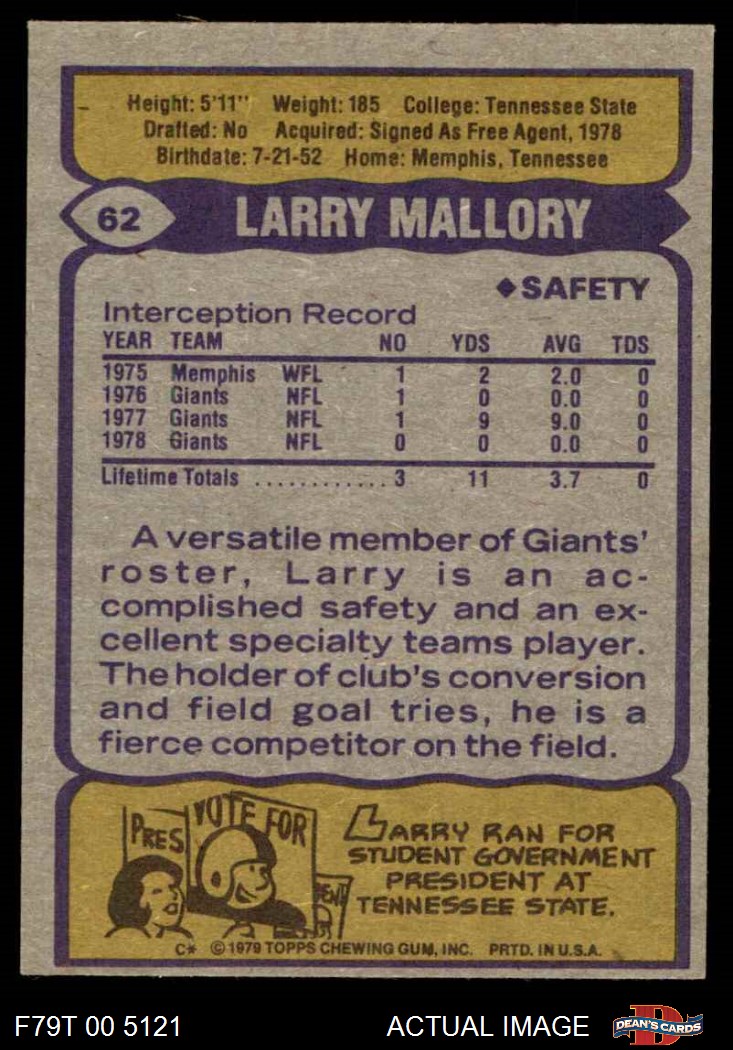 Height: 5'11" Weight: 185 College: Tennessee State
Drafted: No Acquired: Signed As Free Agent, 1978
Birthdate: 7-21-52 Home: Memphis, Tennessee
62 LARRY MALLORY
◆SAFETY
Interception Record
YEAR TEAM NO YDS AVG TDS
1975 Memphis WFL 1 2 2.0 0
1976 Giants NFL 1 0 0.0 0
1977 Giants NFL 1 9 9.0 0
1978 Giants NFL 0 0 0.0 0
Lifetime Totals ............ 3 11 3.7 0
A versatile member of Giants'
roster, Larry is an ac-
complished safety and an ex-
cellent specialty teams player.
The holder of club's conversion
and field goal tries, he is a
fierce competitor on the field.
PRES
VOTE FOR
ENT
LARRY RAN FOR
STUDENT GOVERNMENT
PRESIDENT AT
TENNESSEE STATE.
C* ©1979 TOPPS CHEWING GUM, INC. PRTD. IN U.S.A.
F79T 00 5121 ACTUAL IMAGE D DEAN'S CARDS